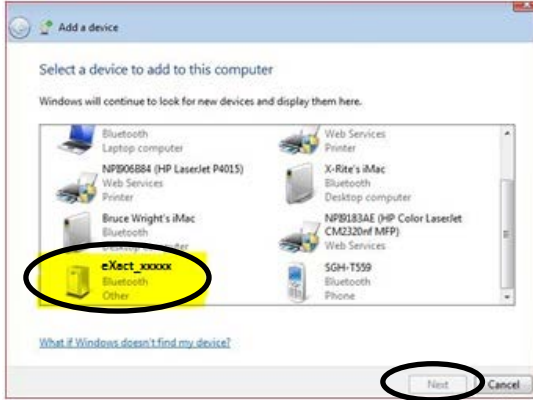 Add a device
Select a device to add to this computer
Windows will continue to look for new devices and display them here.
Bluetooth
Laptop computer
NPI906B84 (HP LaserJet P4015)
Web Services
Printer
Bruce Wright's iMac
Bluetooth
Desktop computer
eXact_xxxxx
Bluetooth
Other
Web Services
Printer
X-Rite's iMac
Bluetooth
Desktop computer
NPI9183AE (HP Color LaserJet
CM2320nf MFP)
Web Services
SGH-T559
Bluetooth
Phone
What if Windows doesn't find my device?
Next
Cancel